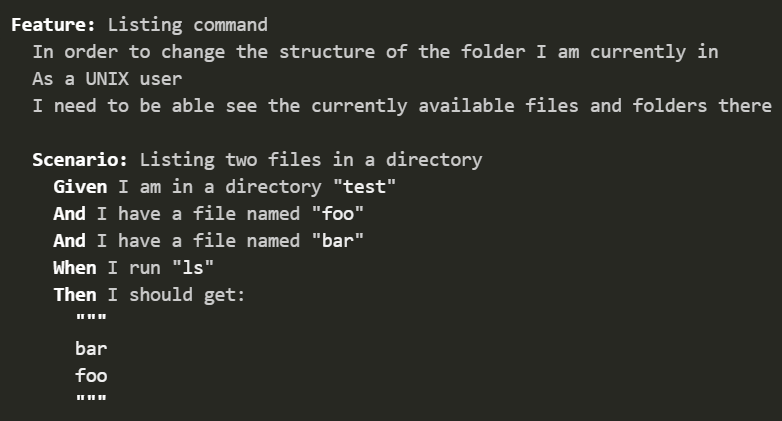 Feature: Listing command
In order to change the structure of the folder I am currently in
As a UNIX user
I need to be able see the currently available files and folders there
Scenario: Listing two files in a directory
Given I am in a directory "test"
And I have a file named "foo"
And I have a file named "bar"
When I run "ls"
Then I should get:
"""
bar
foo
"""